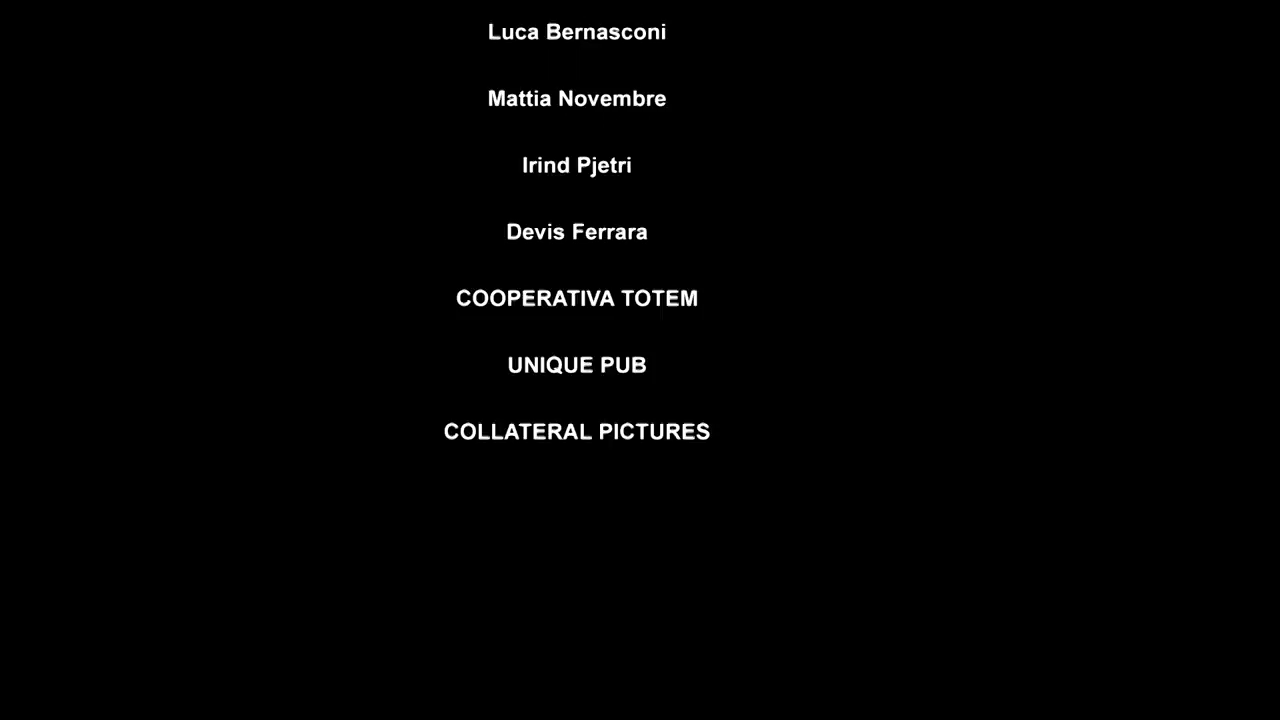 Luca Bernasconi
Mattia Novembre
Irind Pjetri
Devis Ferrara
COOPERATIVA TOTEM
UNIQUE PUB
COLLATERAL PICTURES